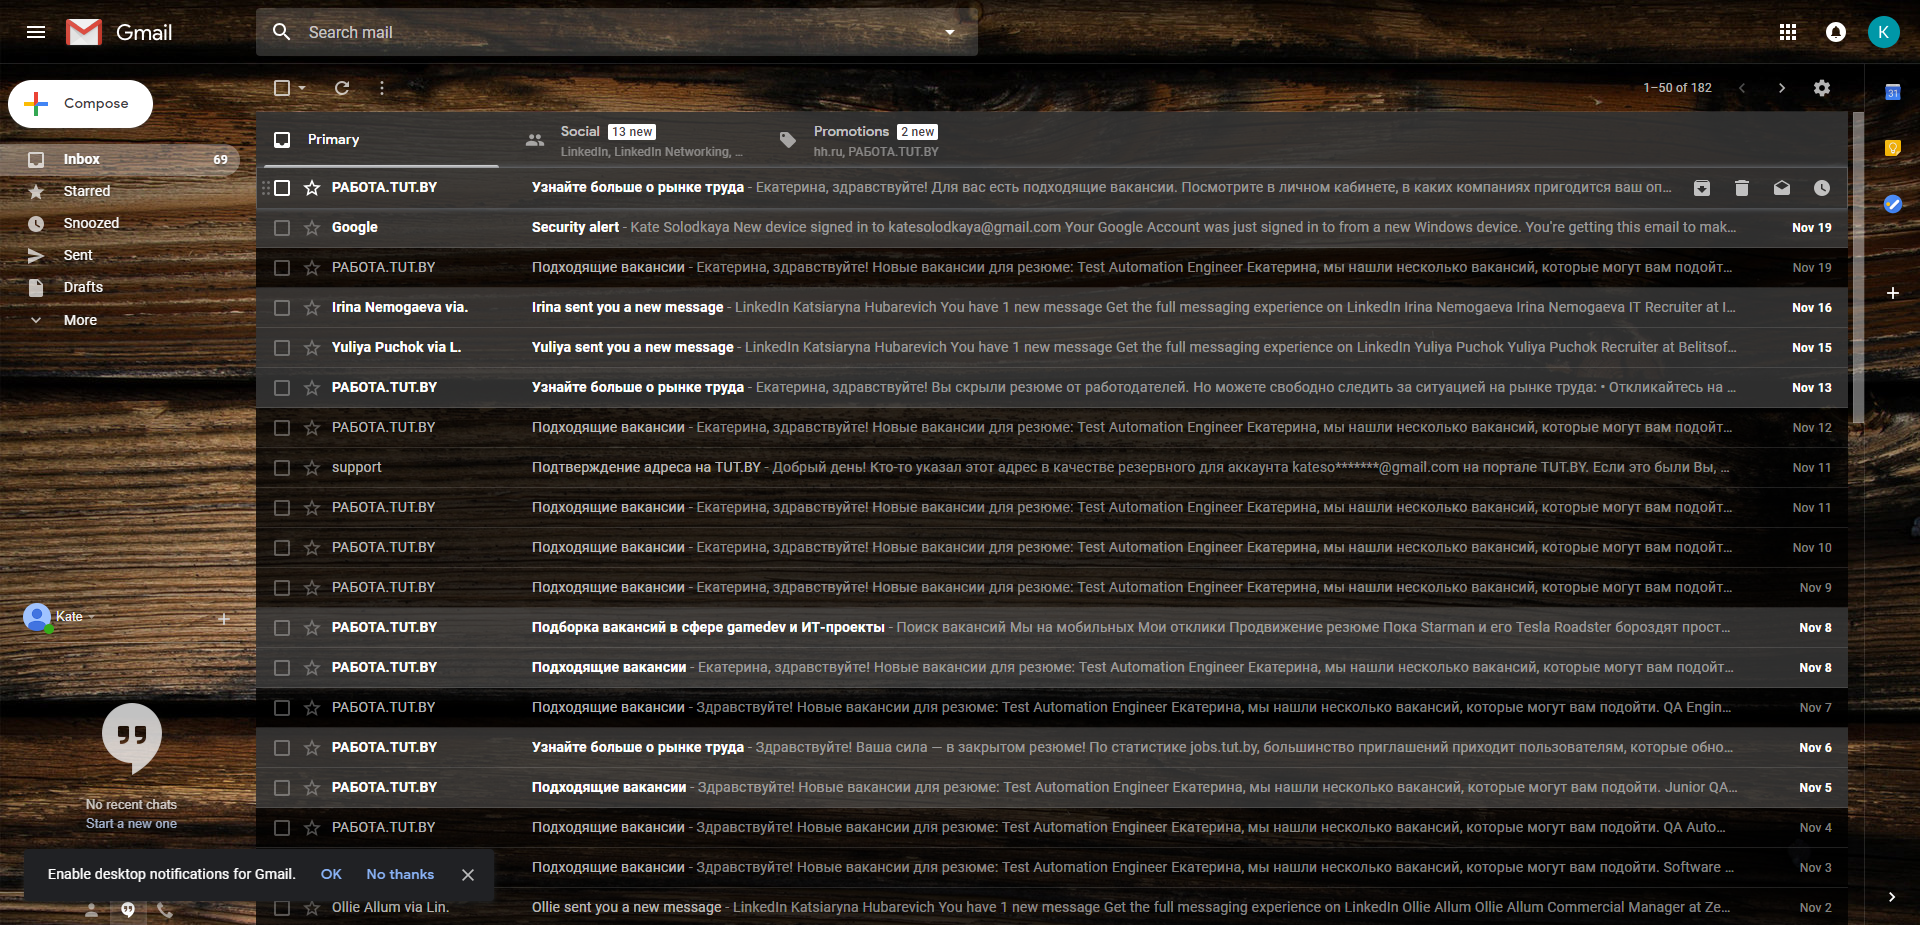 Gmail
Search mail
K
Compose
1–50 of 182
31
Primary
Social 13 new
LinkedIn, LinkedIn Networking, ...
Promotions 2 new
hh.ru, РАБОТА.TUT.BY
Inbox 69
Starred
Snoozed
Sent
Drafts
More
РАБОТА.TUT.BY Узнайте больше о рынке труда - Екатерина, здравствуйте! Для вас есть подходящие вакансии. Посмотрите в личном кабинете, в каких компаниях пригодится ваш оп...
Google Security alert - Kate Solodkaya New device signed in to katesolodkaya@gmail.com Your Google Account was just signed in to from a new Windows device. You're getting this email to mak... Nov 19
РАБОТА.TUT.BY Подходящие вакансии - Екатерина, здравствуйте! Новые вакансии для резюме: Test Automation Engineer Екатерина, мы нашли несколько вакансий, которые могут вам подойт... Nov 19
Irina Nemogaeva via. Irina sent you a new message - LinkedIn Katsiaryna Hubarevich You have 1 new message Get the full messaging experience on LinkedIn Irina Nemogaeva Irina Nemogaeva IT Recruiter at I... Nov 16
Yuliya Puchok via L. Yuliya sent you a new message - LinkedIn Katsiaryna Hubarevich You have 1 new message Get the full messaging experience on LinkedIn Yuliya Puchok Yuliya Puchok Recruiter at Belitsof... Nov 15
РАБОТА.TUT.BY Узнайте больше о рынке труда - Екатерина, здравствуйте! Вы скрыли резюме от работодателей. Но можете свободно следить за ситуацией на рынке труда: • Откликайтесь на ... Nov 13
РАБОТА.TUT.BY Подходящие вакансии - Екатерина, здравствуйте! Новые вакансии для резюме: Test Automation Engineer Екатерина, мы нашли несколько вакансий, которые могут вам подойт... Nov 12
support Подтверждение адреса на TUT.BY - Добрый день! Кто-то указал этот адрес в качестве резервного для аккаунта kateso*******@gmail.com на портале TUT.BY. Если это были Вы, ... Nov 11
РАБОТА.TUT.BY Подходящие вакансии - Екатерина, здравствуйте! Новые вакансии для резюме: Test Automation Engineer Екатерина, мы нашли несколько вакансий, которые могут вам подойт... Nov 11
РАБОТА.TUT.BY Подходящие вакансии - Екатерина, здравствуйте! Новые вакансии для резюме: Test Automation Engineer Екатерина, мы нашли несколько вакансий, которые могут вам подойт... Nov 10
РАБОТА.TUT.BY Подходящие вакансии - Екатерина, здравствуйте! Новые вакансии для резюме: Test Automation Engineer Екатерина, мы нашли несколько вакансий, которые могут вам подойт... Nov 9
РАБОТА.TUT.BY Подборка вакансий в сфере gamedev и ИТ-проекты - Поиск вакансий Мы на мобильных Мои отклики Продвижение резюме Пока Starman и его Tesla Roadster бороздят прост... Nov 8
РАБОТА.TUT.BY Подходящие вакансии - Екатерина, здравствуйте! Новые вакансии для резюме: Test Automation Engineer Екатерина, мы нашли несколько вакансий, которые могут вам подойт... Nov 8
РАБОТА.TUT.BY Подходящие вакансии - Здравствуйте! Новые вакансии для резюме: Test Automation Engineer Екатерина, мы нашли несколько вакансий, которые могут вам подойти. QA Engin... Nov 7
РАБОТА.TUT.BY Узнайте больше о рынке труда - Здравствуйте! Ваша сила — в закрытом резюме! По статистике jobs.tut.by, большинство приглашений приходит пользователям, которые обно... Nov 6
РАБОТА.TUT.BY Подходящие вакансии - Здравствуйте! Новые вакансии для резюме: Test Automation Engineer Екатерина, мы нашли несколько вакансий, которые могут вам подойти. Junior QA... Nov 5
РАБОТА.TUT.BY Подходящие вакансии - Здравствуйте! Новые вакансии для резюме: Test Automation Engineer Екатерина, мы нашли несколько вакансий, которые могут вам подойти. QA Auto... Nov 4
Подходящие вакансии - Здравствуйте! Новые вакансии для резюме: Test Automation Engineer Екатерина, мы нашли несколько вакансий, которые могут вам подойти. Software ... Nov 3
Ollie Allum via Lin. Ollie sent you a new message - LinkedIn Katsiaryna Hubarevich You have 1 new message Get the full messaging experience on LinkedIn Ollie Allum Ollie Allum Commercial Manager at Ze... Nov 2
Kate
No recent chats
Start a new one
Enable desktop notifications for Gmail. OK No thanks